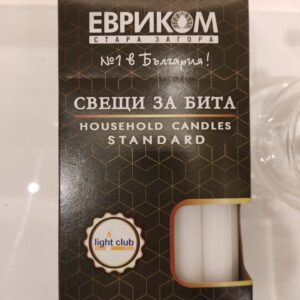 ЕВРИКОМ
СТАРА ЗАГОРА
№1 в България!
СВЕЩИ ЗА БИТА
HOUSEHOLD CANDLES
STANDARD
light club